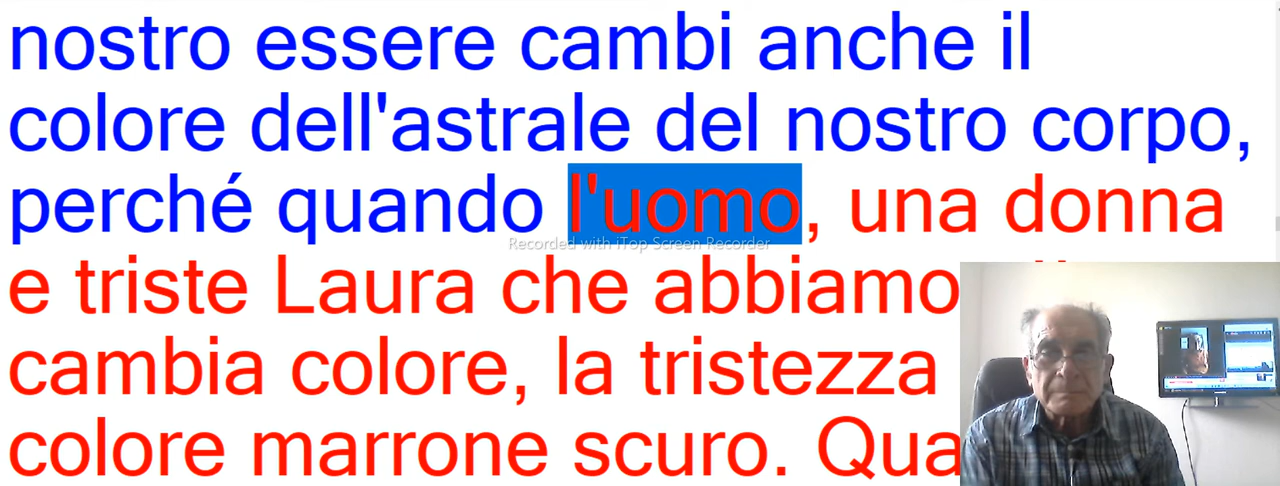 nostro essere cambi anche il
colore dell'astrale del nostro corpo,
perché quando l'uomo, una donna
Recorded with iTop Screen Recorder
e triste Laura che abbiamo
cambia colore, la tristezza
colore marrone scuro. Qua